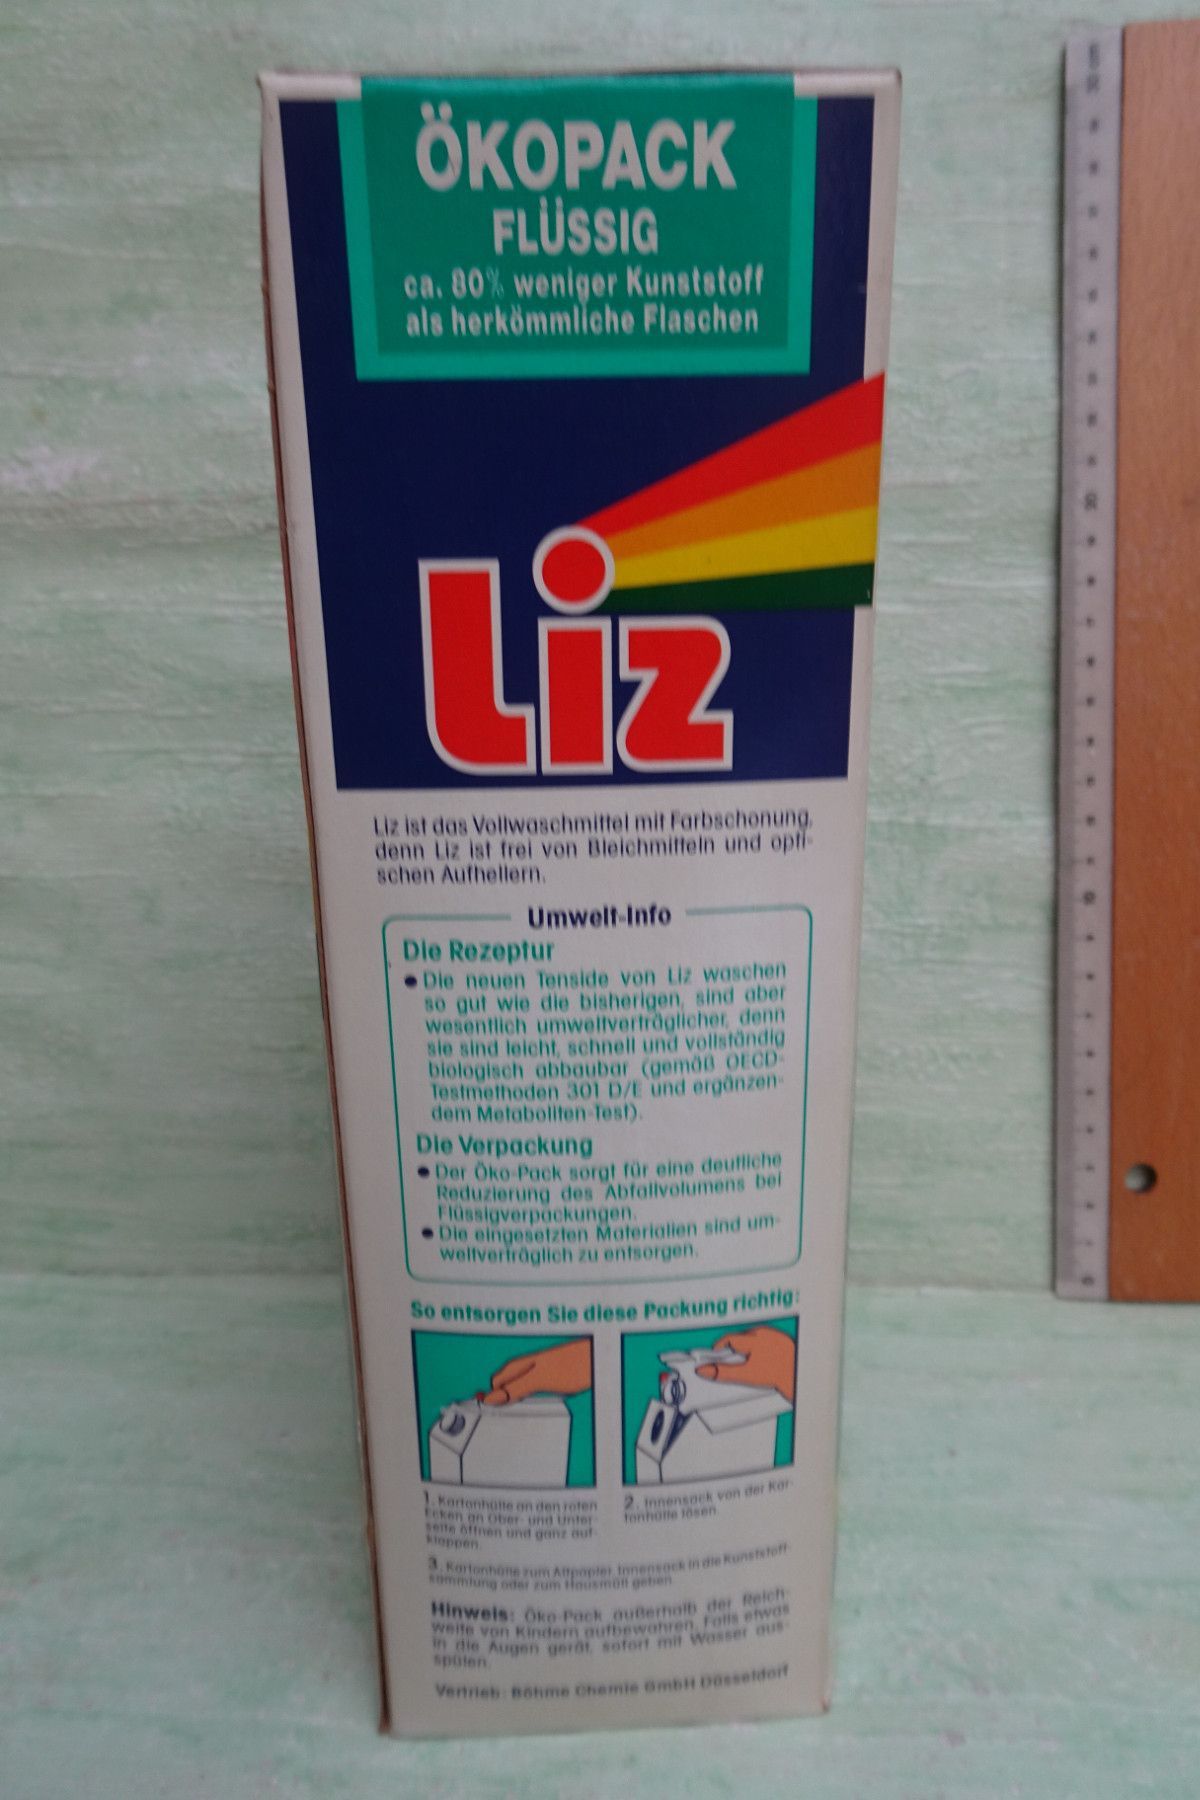 ÖKOPACK
FLÜSSIG
ca. 80% weniger Kunststoff
als herkömmliche Flaschen
Liz
Liz ist das Vollwaschmittel mit Farbschonung,
denn Liz ist frei von Bleichmitteln und opti-
schen Aufhellern.
Umwelt-Info
Die Rezeptur
• Die neuen Tenside von Liz waschen
so gut wie die bisherigen, sind aber
wesentlich umweltverträglicher, denn
sie sind leicht, schnell und vollständig
biologisch abbaubar (gemäß OECD-
Testmethoden 301 D/E und ergänzen-
dem Metaboliten-Test).
Die Verpackung
• Der Öko-Pack sorgt für eine deutliche
Reduzierung des Abfallvolumens bei
Flüssigverpackungen.
• Die eingesetzten Materialien sind um-
weltverträglich zu entsorgen.
So entsorgen Sie diese Packung richtig:
1. Kartonhülle an den roten
Ecken an Ober- und Unter-
seite öffnen und ganz auf-
klappen.
2. Innensack von der Kar-
tonhülle lösen.
3. Kartonhülle zum Altpapier, Innensack in die Kunststoff-
sammlung oder zum Hausmüll geben.
Hinweis: Öko-Pack außerhalb der Reich-
weite von Kindern aufbewahren. Falls etwas
in die Augen gerät, sofort mit Wasser aus-
spülen.
Vertrieb: Böhme Chemie GmbH Düsseldorf